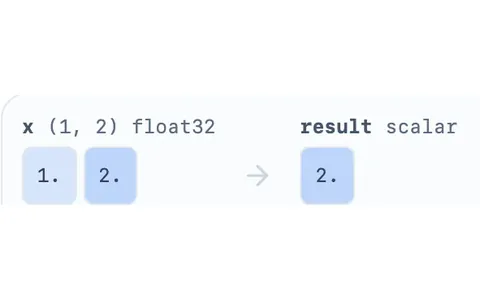 x (1, 2) float32 result scalar
1. 2. → 2.